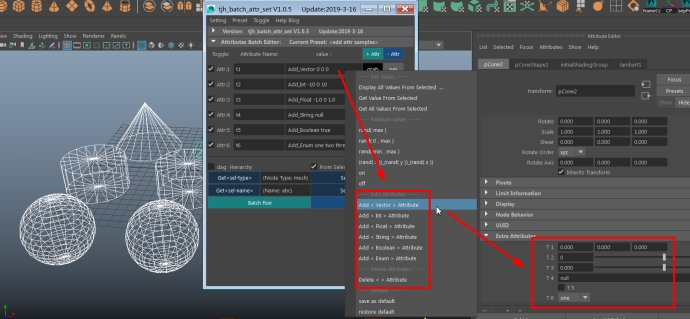 tjh_batch_attr_set V1.0.5 Update:2019-3-16
Setting Preset Toggle Help Blog
Version: tjh_batch_attr_set V1.0.5 Update:2019-3-16
Attributes Batch Editor: Current Preset: <add attr samples>
Toggle: Attribute Name: value : + Attr - Attr
Attr:1 t1 Add_Vector 0 0 0
Attr:2 t2 Add_Int -10 0 10
Attr:3 t3 Add_Float -1.0 0 1.0
Attr:4 t4 Add_String null
Attr:5 t5 Add_Boolean true
Attr:6 t6 Add_Enum one two three
dag Hierarchy From Selected
Get<sel-type> (Node Type: mesh)
Get<sel-name> (Name: abc)
Batch Run
Get Value
Display All Values From Selected ...
Get Value From Selected
Get All Values From Selected
Random Value
rand( max )
rand( 0 , max )
rand( min , max )
on
off
Add < Vector > Attribute
Add < Int > Attribute
Add < Float > Attribute
Add < String > Attribute
Add < Boolean > Attribute
Add < Enum > Attribute
Delete Attributes
Delete < > Attribute
save as default
restore default
Attribute Editor
List Selected Focus Attributes Show Help
pCone2 pConeShape2 initialShadingGroup lambert1
transform: pCone2
Focus
Presets
Show Hide
Rotate 0.000 0.000 0.000
Scale 1.000 1.000 1.000
Shear 0.000 0.000 0.000
Rotate Order xyz
Rotate Axis 0.000 0.000 0.000
Inherits Transform
Pivots
Limit Information
Display
Node Behavior
UUID
Extra Attributes
T 1 0.000 0.000 0.000
T 2 0
T 3 0.000
T 4 null
T 5
T 6 one